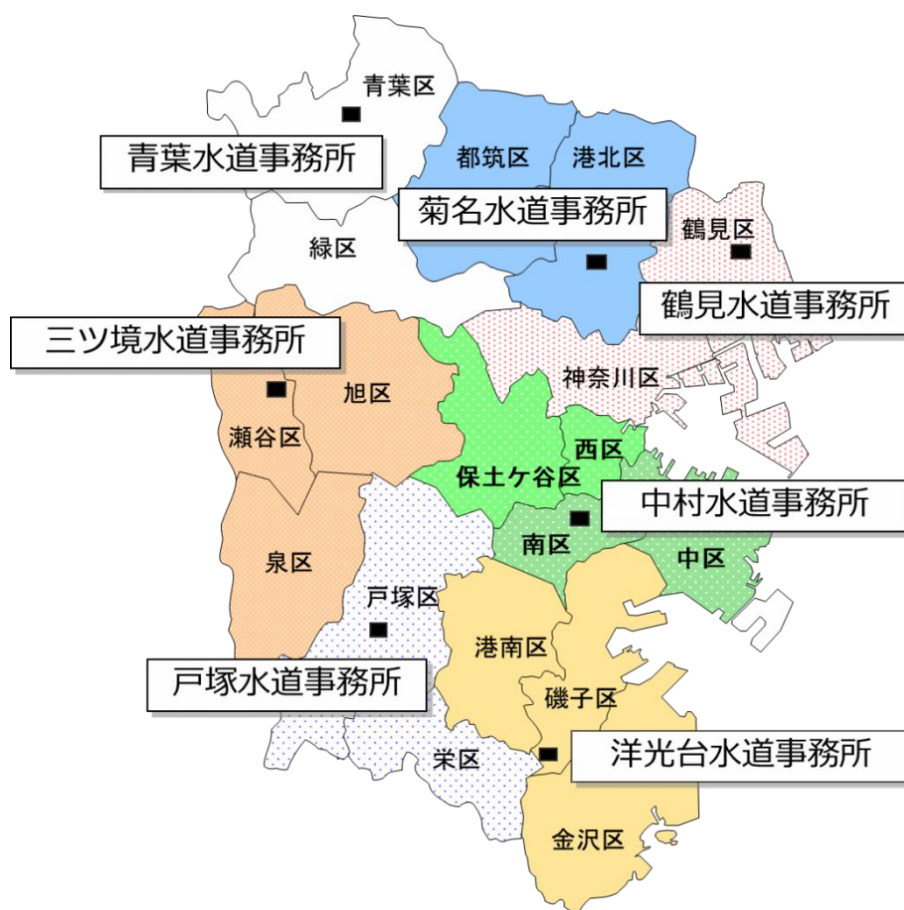 青葉区
青葉水道事務所
都筑区
港北区
菊名水道事務所
鶴見区
緑区
鶴見水道事務所
三ツ境水道事務所
神奈川区
旭区
瀬谷区
西区
保土ケ谷区
中村水道事務所
南区
中区
泉区
戸塚区
港南区
戸塚水道事務所
磯子区
洋光台水道事務所
栄区
金沢区